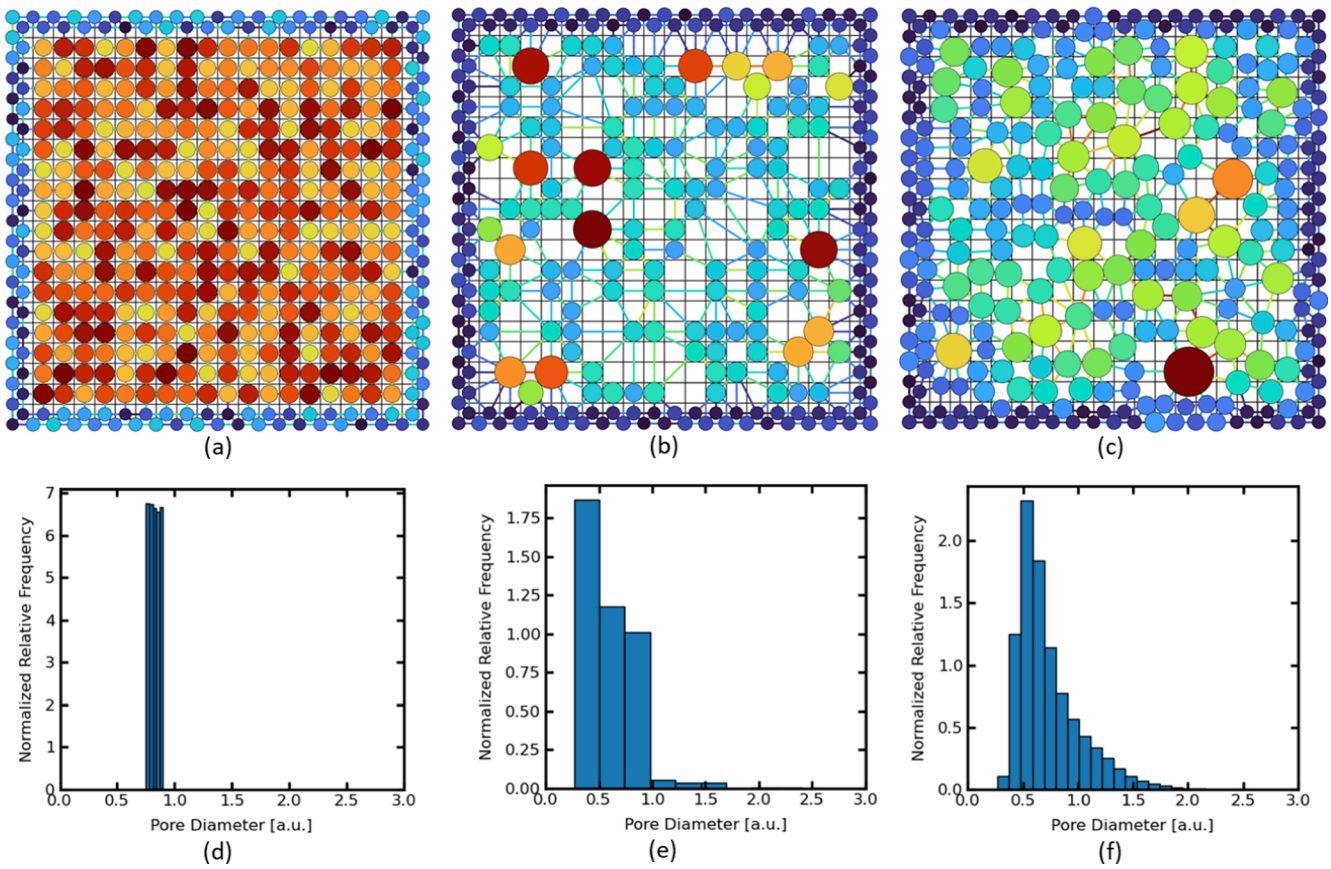 (a)
(b)
(c)
Normalized Relative Frequency
7
6
5
4
3
2
1
0
0.0 0.5 1.0 1.5 2.0 2.5 3.0
Pore Diameter [a.u.]
(d)
Normalized Relative Frequency
1.75
1.50
1.25
1.00
0.75
0.50
0.25
0.00
0.0 0.5 1.0 1.5 2.0 2.5 3.0
Pore Diameter [a.u.]
(e)
Normalized Relative Frequency
2.0
1.5
1.0
0.5
0.0
0.0 0.5 1.0 1.5 2.0 2.5 3.0
Pore Diameter [a.u.]
(f)